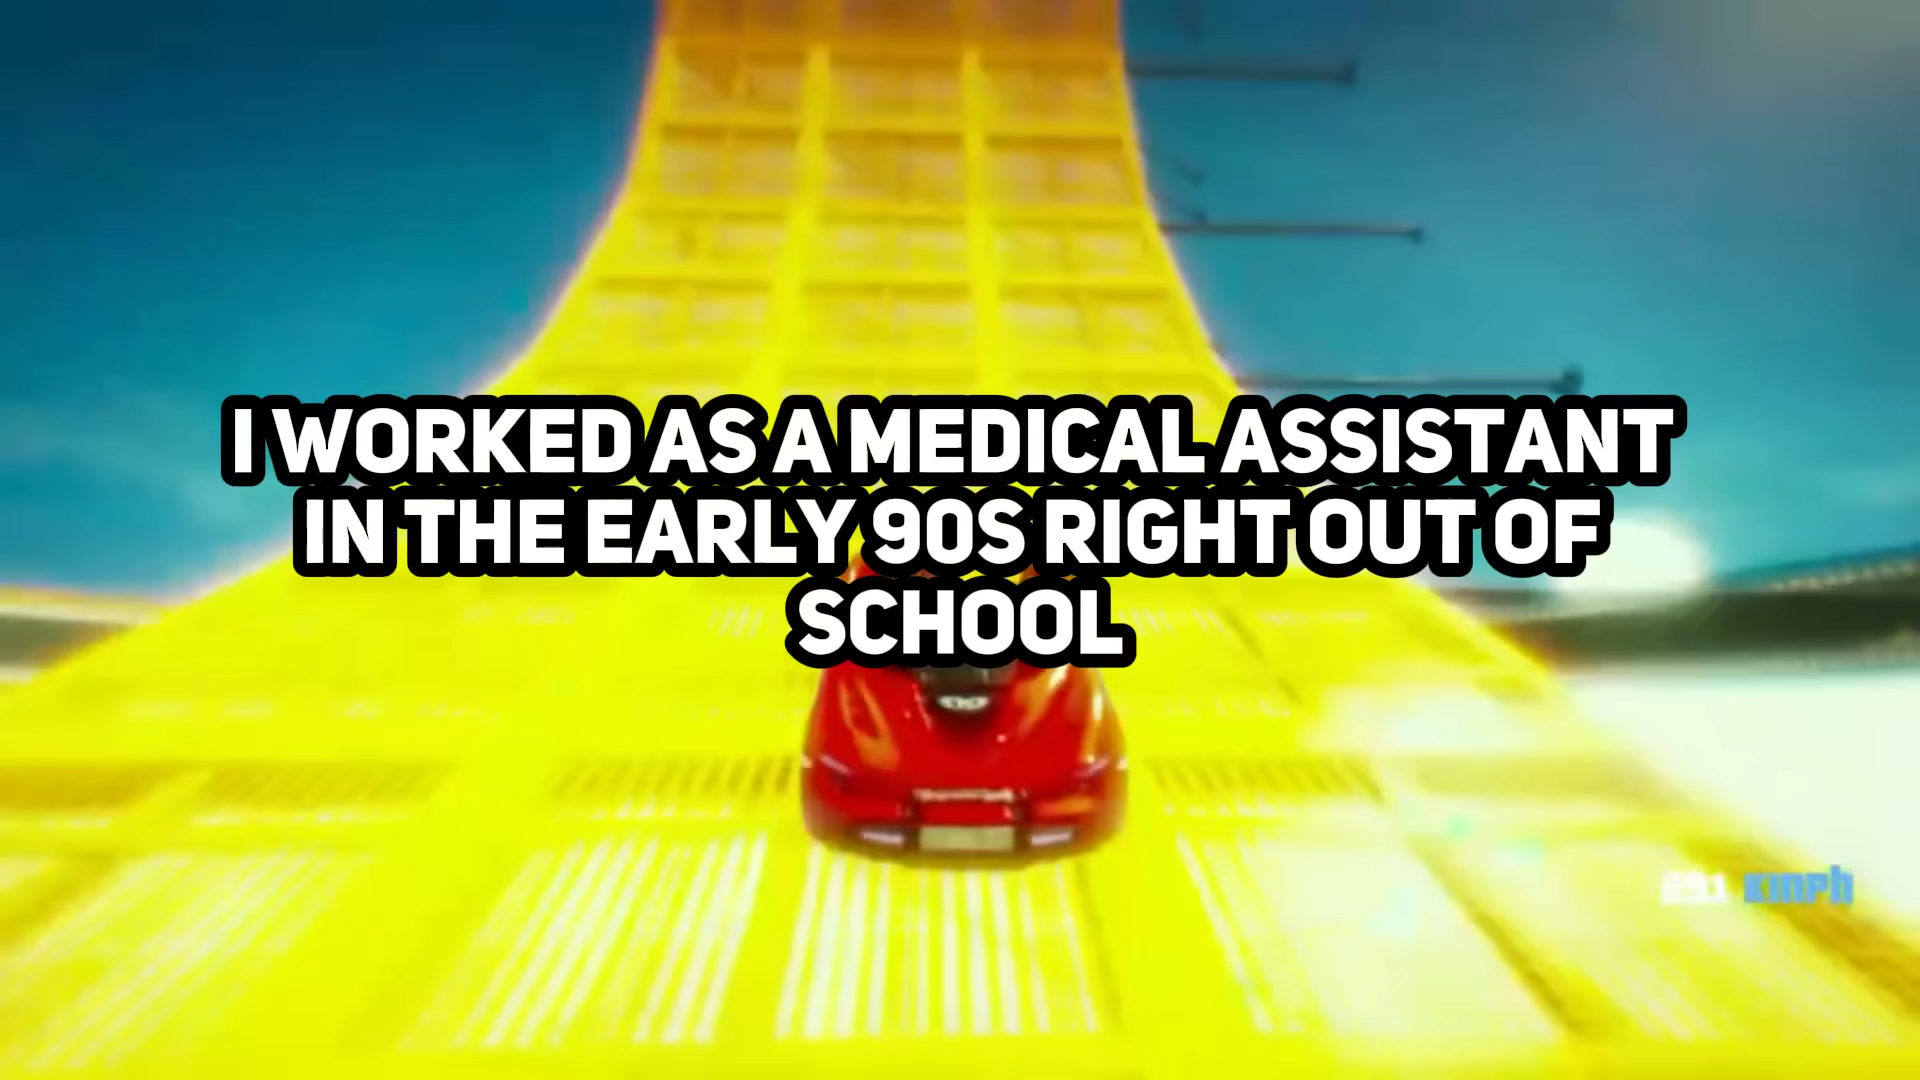 I WORKED AS A MEDICAL ASSISTANT
IN THE EARLY 90S RIGHT OUT OF
SCHOOL